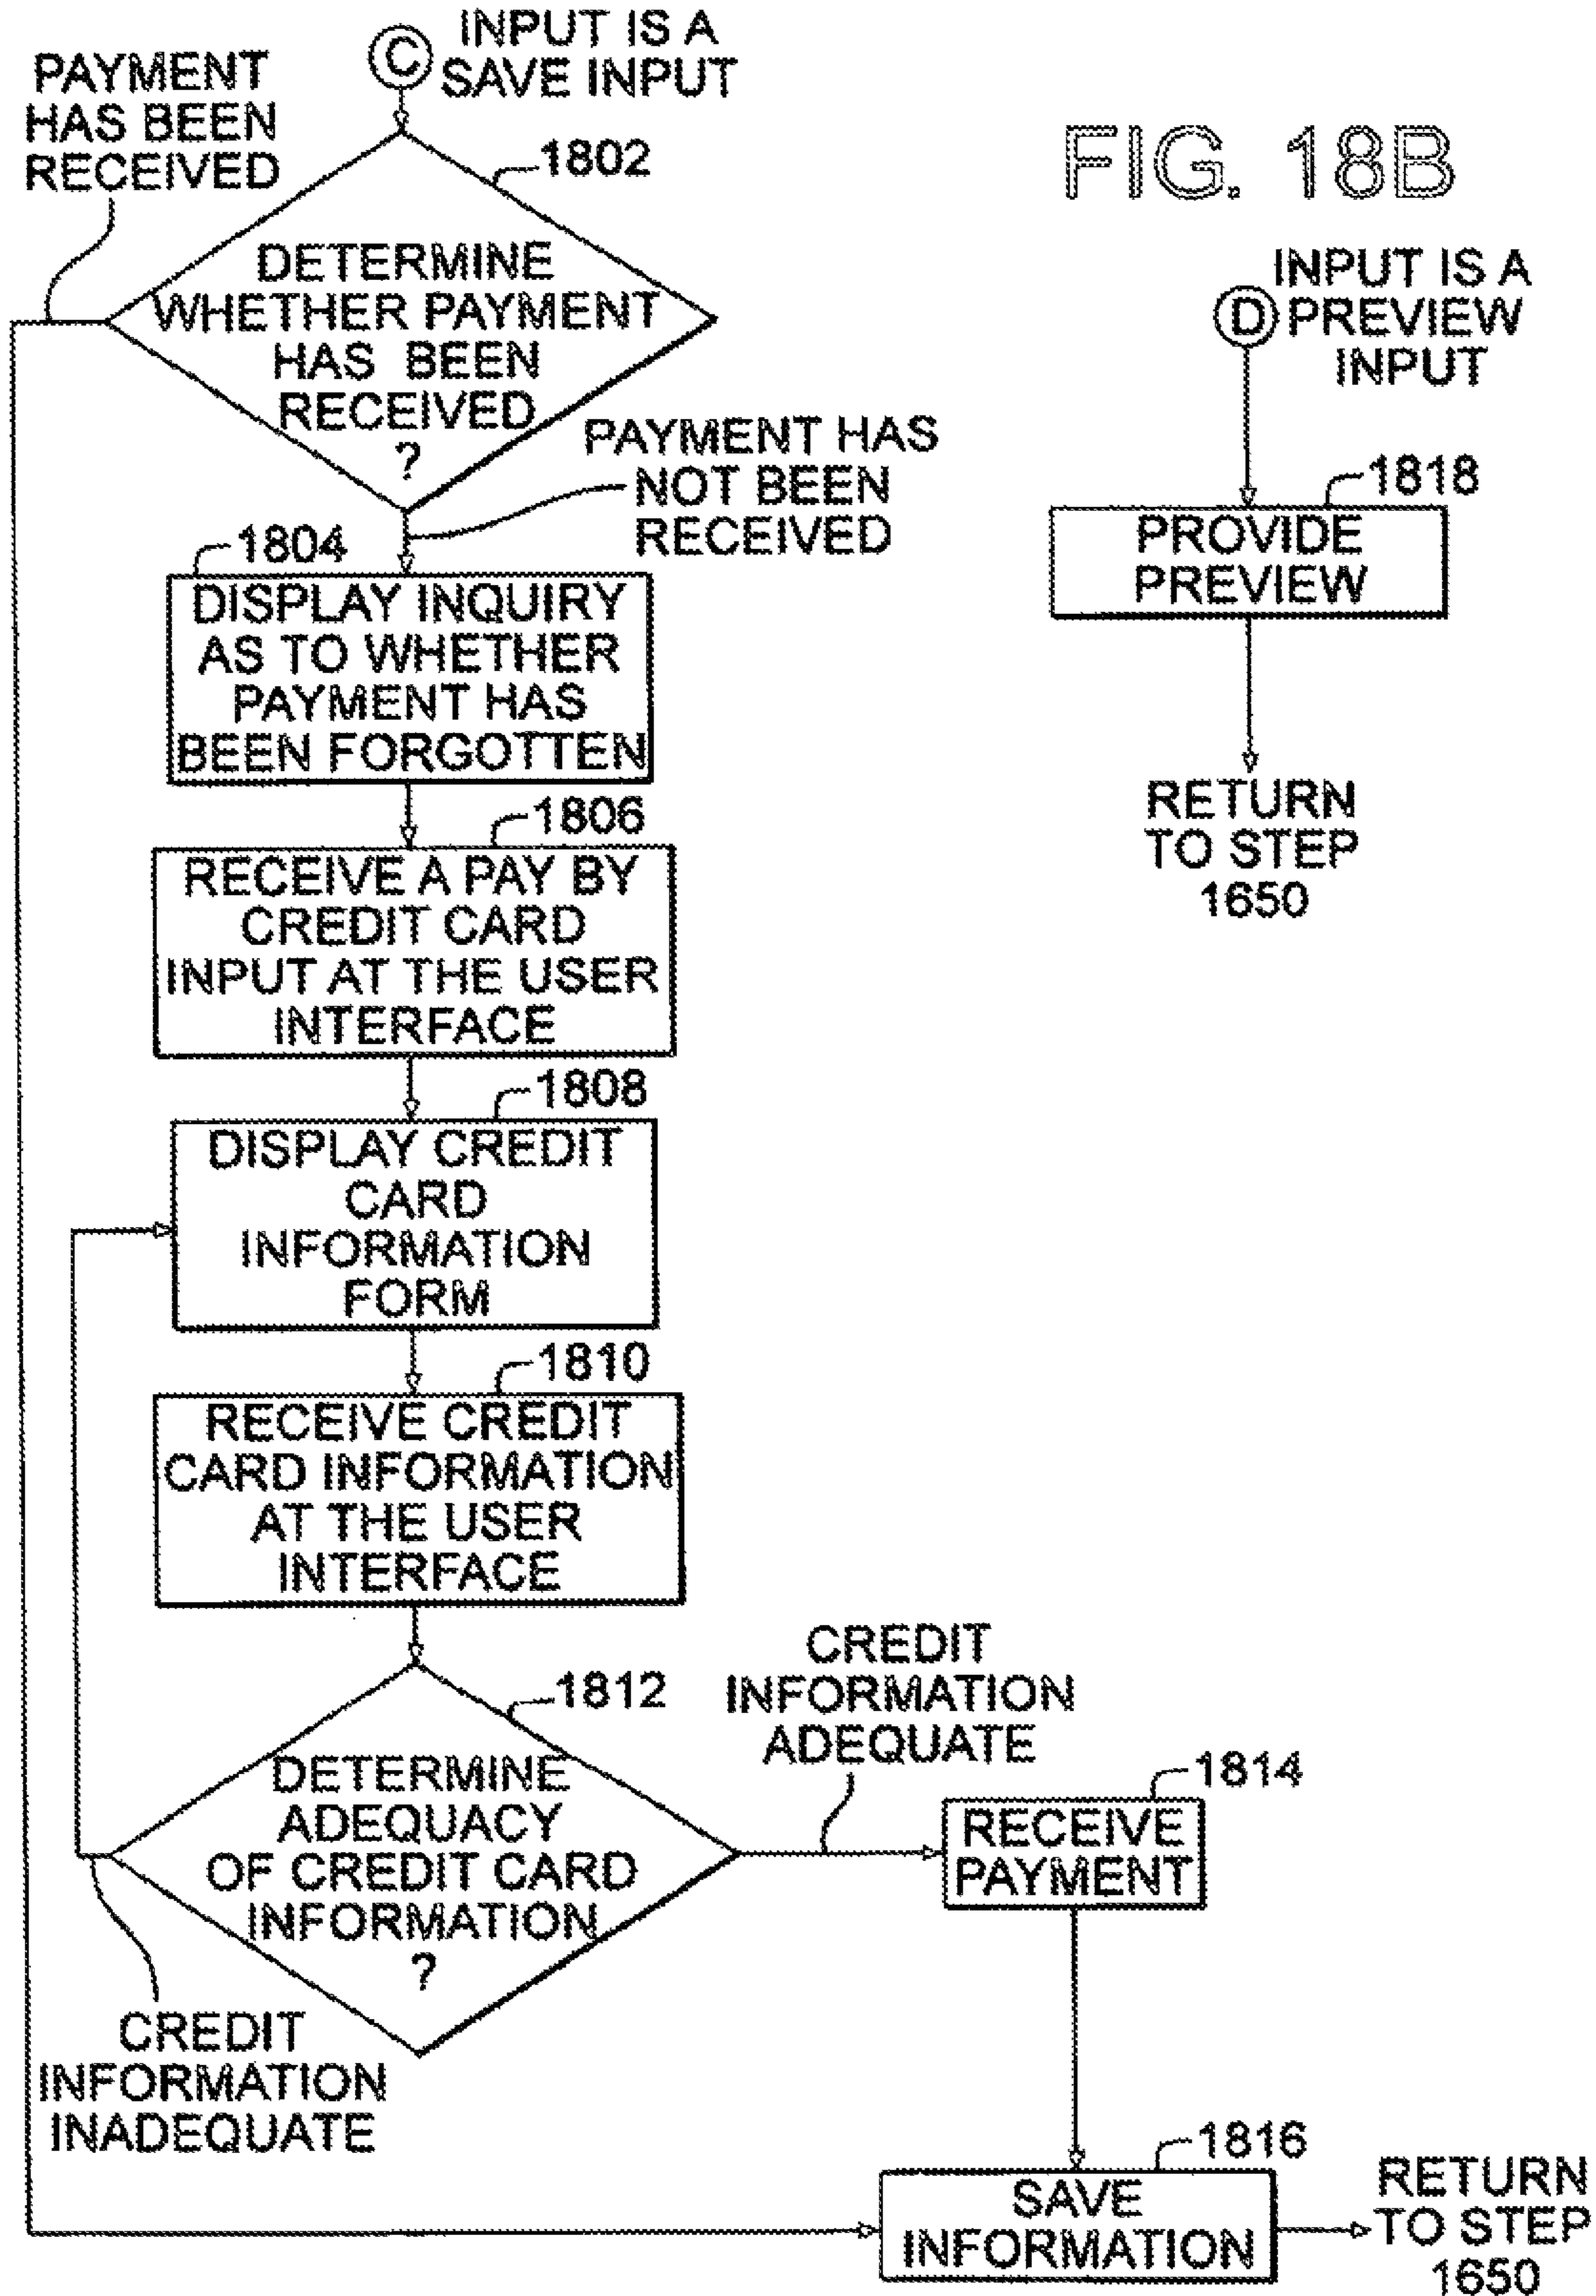 INPUT IS A
SAVE INPUT
C
PAYMENT
HAS BEEN
RECEIVED
1802
FIG. 18B
DETERMINE
WHETHER PAYMENT
HAS BEEN
RECEIVED
?
INPUT IS A
PREVIEW
INPUT
D
PAYMENT HAS
NOT BEEN
RECEIVED
1818
PROVIDE
PREVIEW
RETURN
TO STEP
1650
1804
DISPLAY INQUIRY
AS TO WHETHER
PAYMENT HAS
BEEN FORGOTTEN
1806
RECEIVE A PAY BY
CREDIT CARD
INPUT AT THE USER
INTERFACE
1808
DISPLAY CREDIT
CARD
INFORMATION
FORM
1810
RECEIVE CREDIT
CARD INFORMATION
AT THE USER
INTERFACE
1812
DETERMINE
ADEQUACY
OF CREDIT CARD
INFORMATION
?
CREDIT
INFORMATION
ADEQUATE
1814
RECEIVE
PAYMENT
CREDIT
INFORMATION
INADEQUATE
1816
SAVE
INFORMATION
RETURN
TO STEP
1650